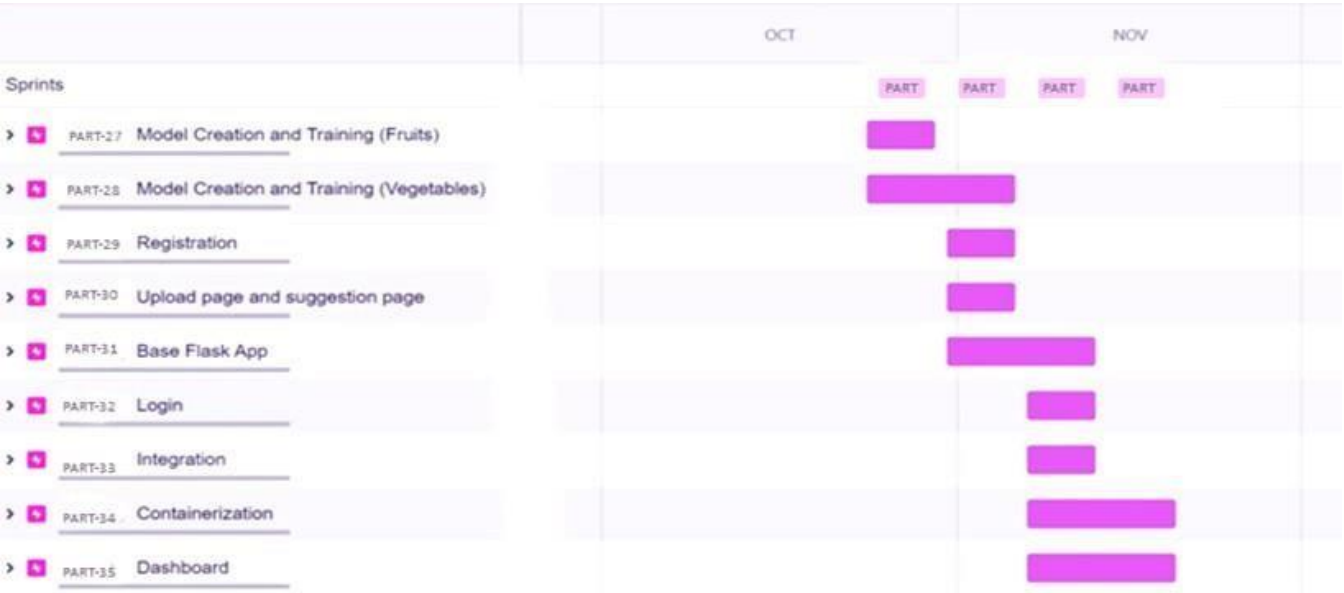 OCT NOV
Sprints PART PART PART PART
PART-27 Model Creation and Training (Fruits)
PART-28 Model Creation and Training (Vegetables)
PART-29 Registration
PART-30 Upload page and suggestion page
PART-31 Base Flask App
PART-32 Login
PART-33 Integration
PART-34 Containerization
PART-35 Dashboard